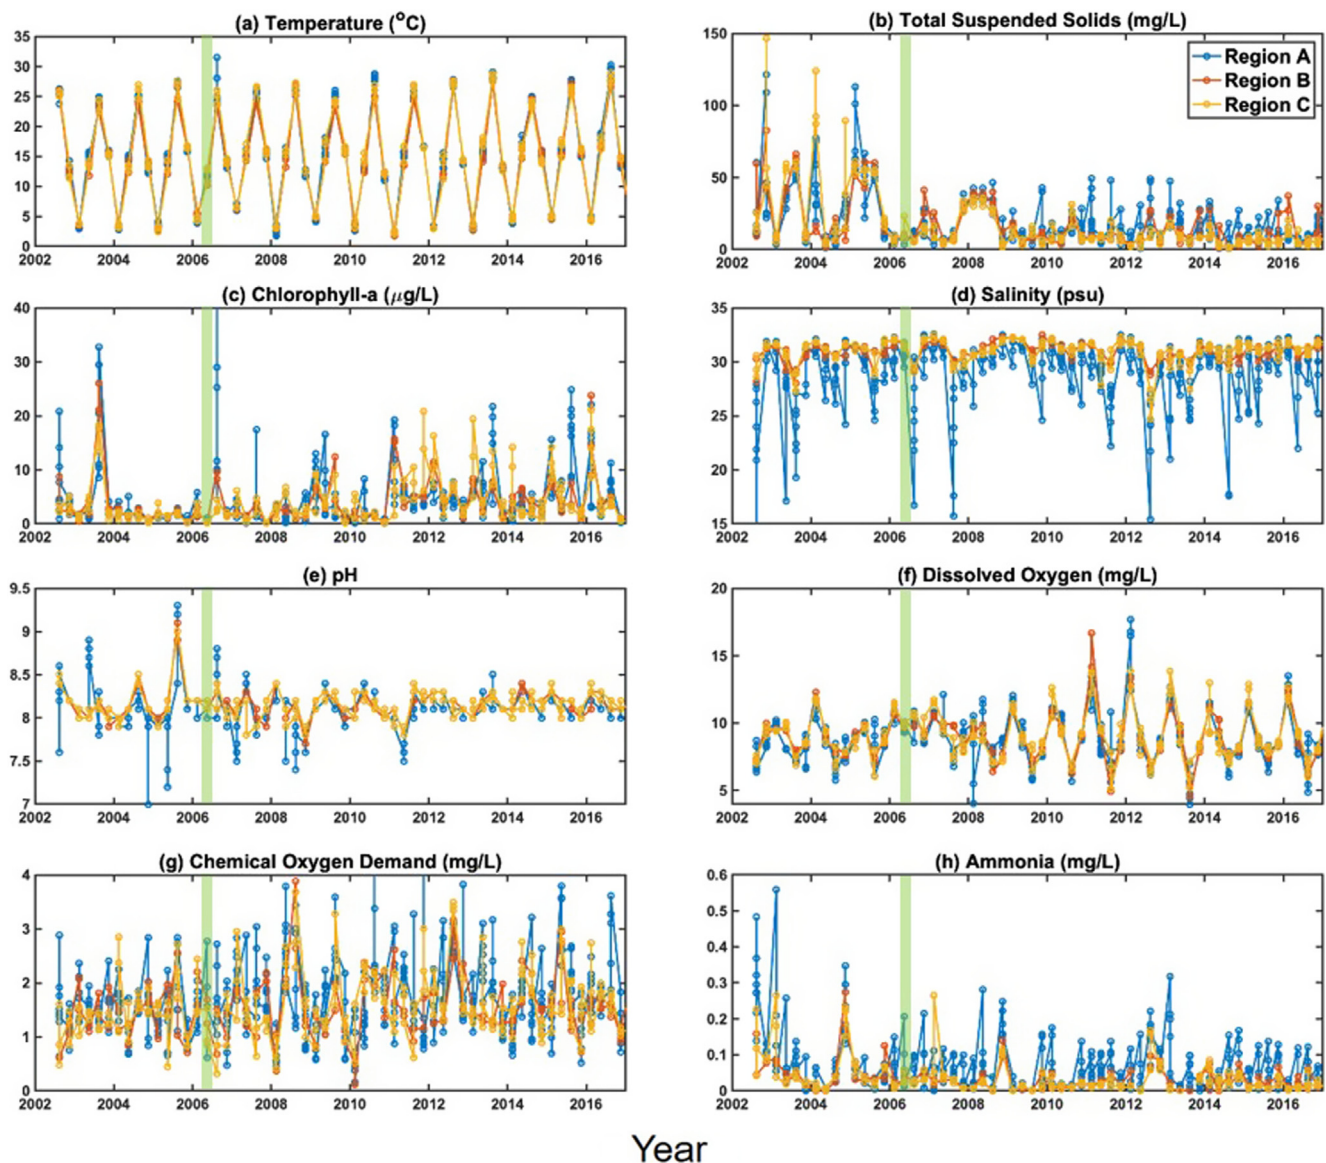 (a) Temperature (°C)
35
30
25
20
15
10
5
0
2002 2004 2006 2008 2010 2012 2014 2016
(b) Total Suspended Solids (mg/L)
150
100
50
0
2002 2004 2006 2008 2010 2012 2014 2016
Region A
Region B
Region C
(c) Chlorophyll-a (μg/L)
40
30
20
10
0
2002 2004 2006 2008 2010 2012 2014 2016
(d) Salinity (psu)
35
30
25
20
15
2002 2004 2006 2008 2010 2012 2014 2016
(e) pH
9.5
9
8.5
8
7.5
7
2002 2004 2006 2008 2010 2012 2014 2016
(f) Dissolved Oxygen (mg/L)
20
15
10
5
2002 2004 2006 2008 2010 2012 2014 2016
(g) Chemical Oxygen Demand (mg/L)
4
3
2
1
0
2002 2004 2006 2008 2010 2012 2014 2016
(h) Ammonia (mg/L)
0.6
0.5
0.4
0.3
0.2
0.1
0
2002 2004 2006 2008 2010 2012 2014 2016
Year